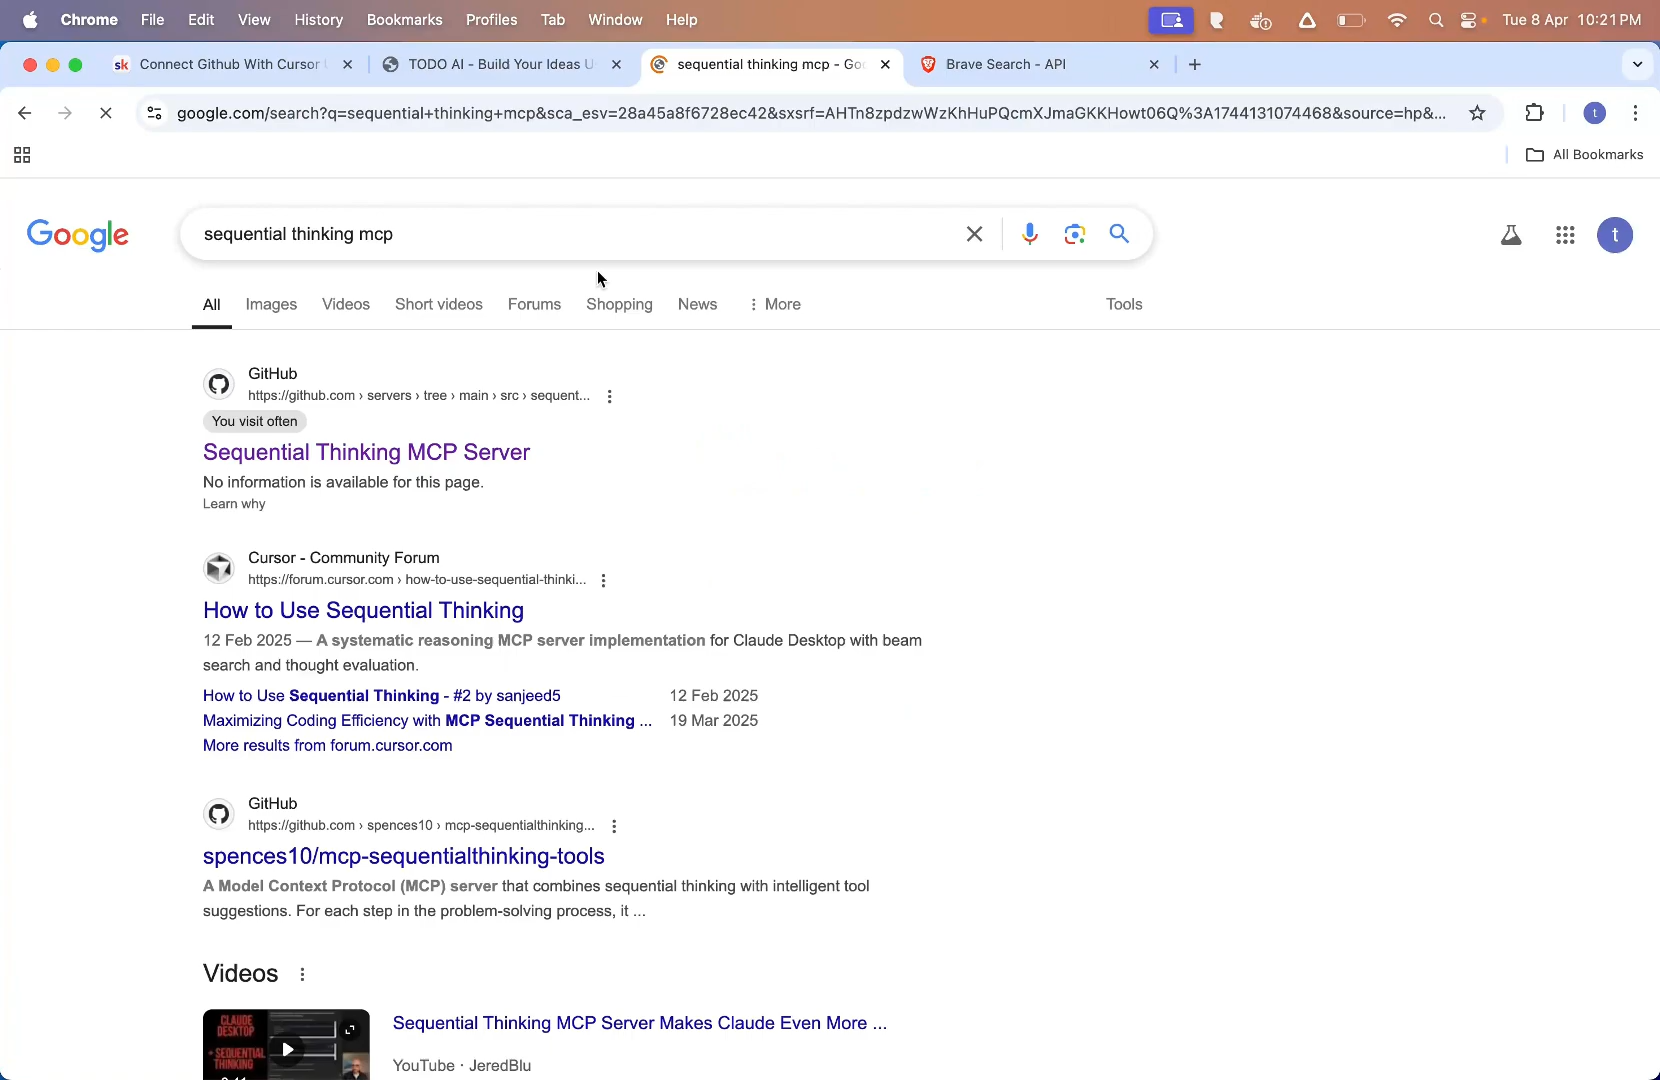 Chrome File Edit View History Bookmarks Profiles Tab Window Help Tue 8 Apr 10:21 PM
sk Connect Github With Cursor TODO AI - Build Your Ideas sequential thinking mcp - Go Brave Search - API
google.com/search?q=sequential+thinking+mcp&sca_esv=28a45a8f6728ec42&sxsrf=AHTn8zpdzwWzKhHuPQcmXJmaGKKHowt06Q%3A1744131074468&source=hp&...
t
All Bookmarks
Google
sequential thinking mcp
t
All Images Videos Short videos Forums Shopping News More Tools
GitHub
https://github.com › servers › tree › main › src › sequent...
You visit often
Sequential Thinking MCP Server
No information is available for this page.
Learn why
Cursor - Community Forum
https://forum.cursor.com › how-to-use-sequential-thinki...
How to Use Sequential Thinking
12 Feb 2025 — A systematic reasoning MCP server implementation for Claude Desktop with beam
search and thought evaluation.
How to Use Sequential Thinking - #2 by sanjeed5 12 Feb 2025
Maximizing Coding Efficiency with MCP Sequential Thinking ... 19 Mar 2025
More results from forum.cursor.com
GitHub
https://github.com › spences10 › mcp-sequentialthinking...
spences10/mcp-sequentialthinking-tools
A Model Context Protocol (MCP) server that combines sequential thinking with intelligent tool
suggestions. For each step in the problem-solving process, it ...
Videos
CLAUDE
DESKTOP
+ SEQUENTIAL
THINKING
Sequential Thinking MCP Server Makes Claude Even More ...
YouTube · JeredBlu